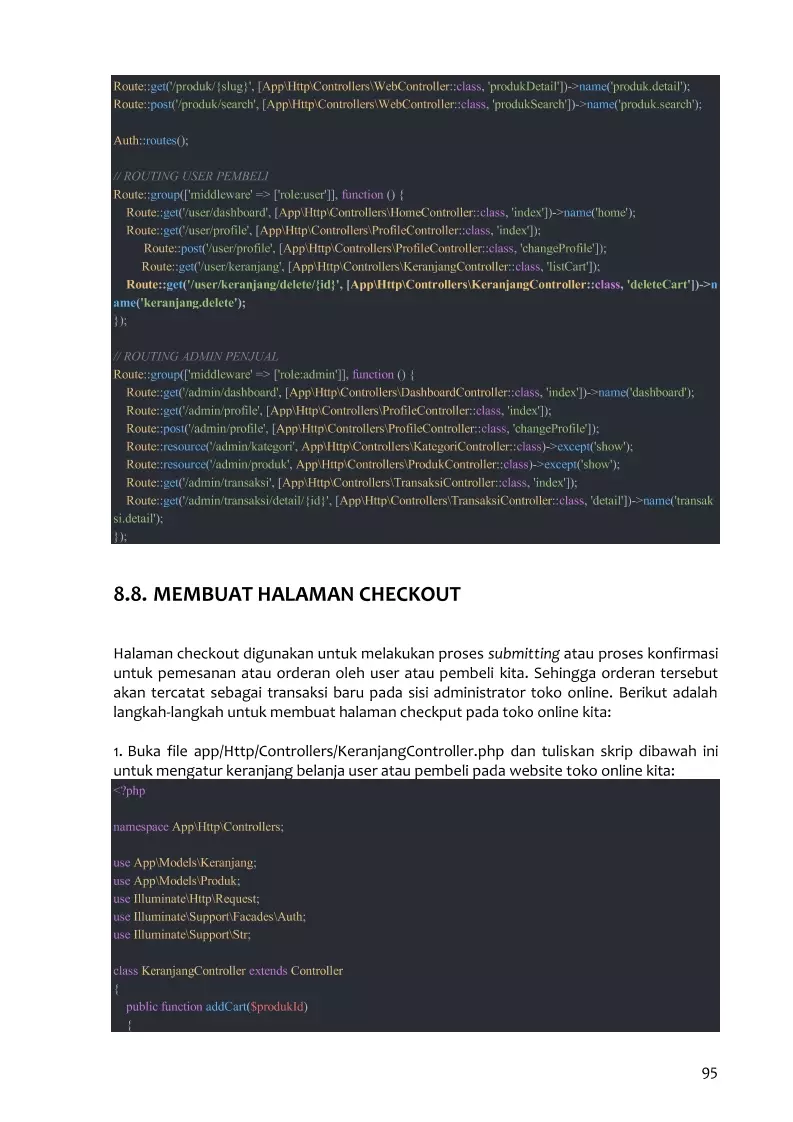 Route::get('/produk/{slug}', [App\Http\Controllers\WebController::class, 'produkDetail'])->name('produk.detail');
Route::post('/produk/search', [App\Http\Controllers\WebController::class, 'produkSearch'])->name('produk.search');
Auth::routes();
// ROUTING USER PEMBELI
Route::group(['middleware' => ['role:user']], function () {
Route::get('/user/dashboard', [App\Http\Controllers\HomeController::class, 'index'])->name('home');
Route::get('/user/profile', [App\Http\Controllers\ProfileController::class, 'index']);
Route::post('/user/profile', [App\Http\Controllers\ProfileController::class, 'changeProfile']);
Route::get('/user/keranjang', [App\Http\Controllers\KeranjangController::class, 'listCart']);
Route::get('/user/keranjang/delete/{id}', [App\Http\Controllers\KeranjangController::class, 'deleteCart'])->n
ame('keranjang.delete');
});
// ROUTING ADMIN PENJUAL
Route::group(['middleware' => ['role:admin']], function () {
Route::get('/admin/dashboard', [App\Http\Controllers\DashboardController::class, 'index'])->name('dashboard');
Route::get('/admin/profile', [App\Http\Controllers\ProfileController::class, 'index']);
Route::post('/admin/profile', [App\Http\Controllers\ProfileController::class, 'changeProfile']);
Route::resource('/admin/kategori', App\Http\Controllers\KategoriController::class)->except('show');
Route::resource('/admin/produk', App\Http\Controllers\ProdukController::class)->except('show');
Route::get('/admin/transaksi', [App\Http\Controllers\TransaksiController::class, 'index']);
Route::get('/admin/transaksi/detail/{id}', [App\Http\Controllers\TransaksiController::class, 'detail'])->name('transak
si.detail');
});
8.8. MEMBUAT HALAMAN CHECKOUT
Halaman checkout digunakan untuk melakukan proses submitting atau proses konfirmasi
untuk pemesanan atau orderan oleh user atau pembeli kita. Sehingga orderan tersebut
akan tercatat sebagai transaksi baru pada sisi administrator toko online. Berikut adalah
langkah-langkah untuk membuat halaman checkput pada toko online kita:
1. Buka file app/Http/Controllers/KeranjangController.php dan tuliskan skrip dibawah ini
untuk mengatur keranjang belanja user atau pembeli pada website toko online kita:
<?php
namespace App\Http\Controllers;
use App\Models\Keranjang;
use App\Models\Produk;
use Illuminate\Http\Request;
use Illuminate\Support\Facades\Auth;
use Illuminate\Support\Str;
class KeranjangController extends Controller
{
public function addCart($produkId)
{
95